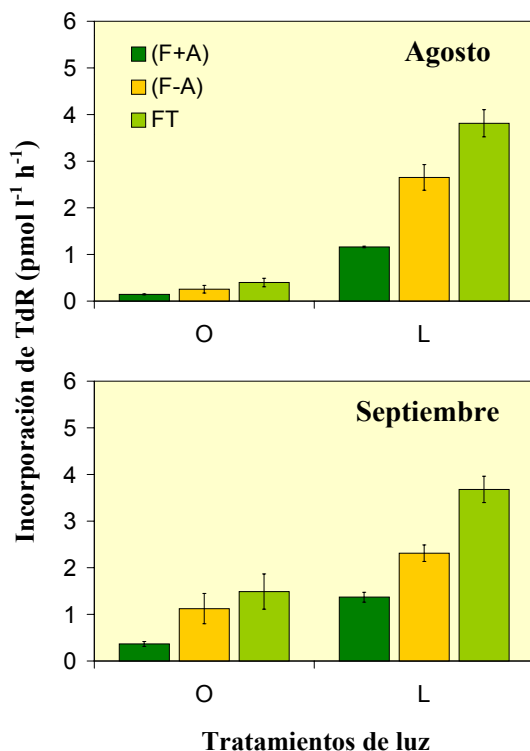 Incorporación de TdR (pmol l⁻¹ h⁻¹)
Agosto
(F+A)
(F-A)
FT
6
5
4
3
2
1
0
O L
Septiembre
6
5
4
3
2
1
0
O L
Tratamientos de luz